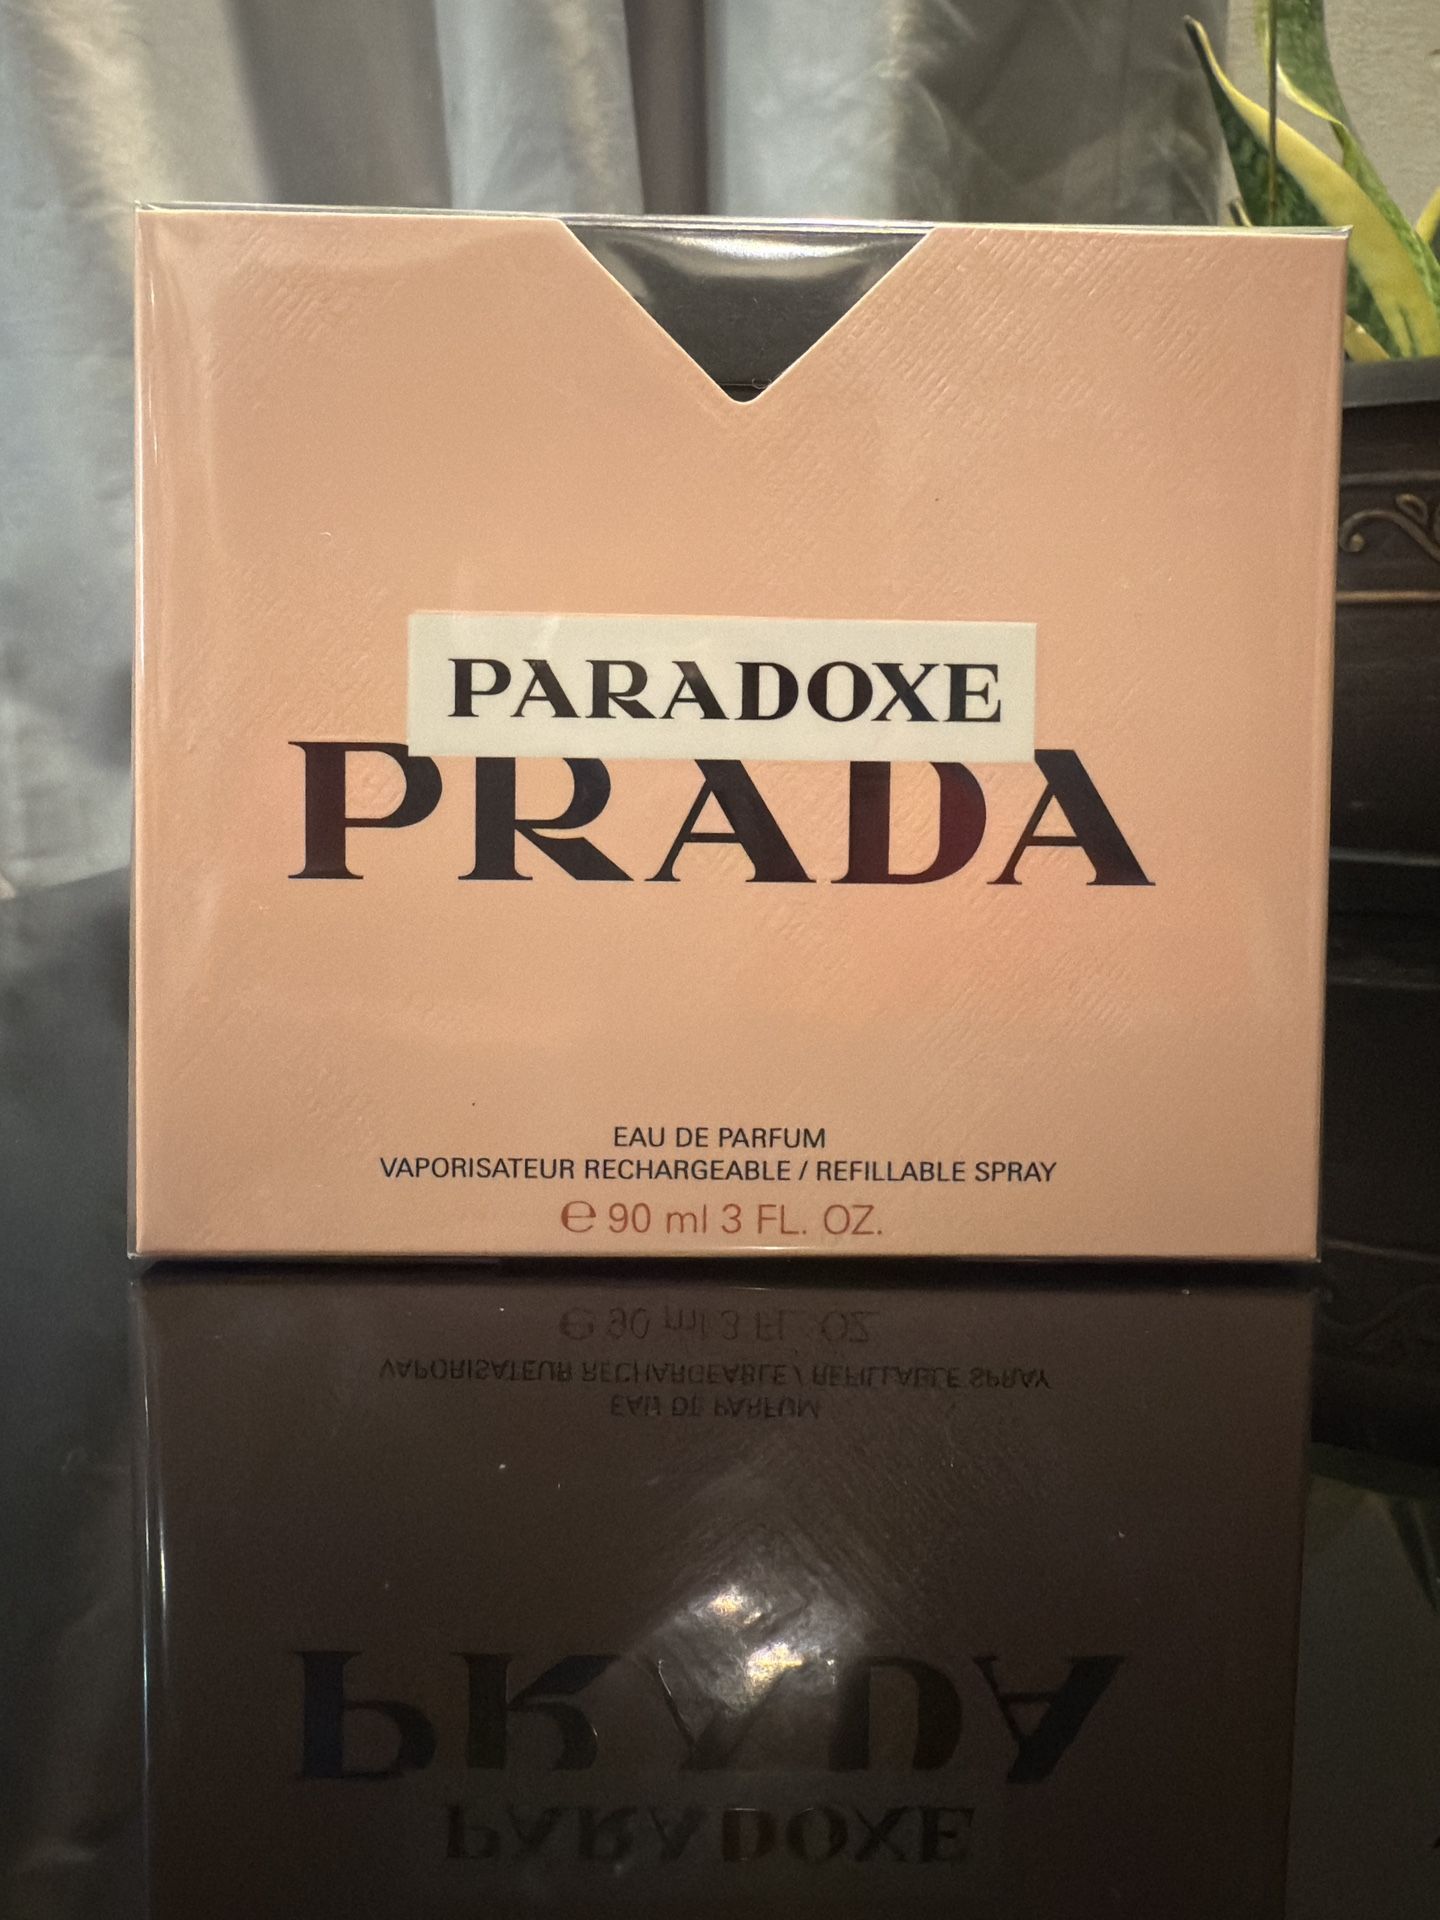 PARADOXE
PRADA
EAU DE PARFUM
VAPORISATEUR RECHARGEABLE / REFILLABLE SPRAY
℮ 90 ml 3 FL. OZ.